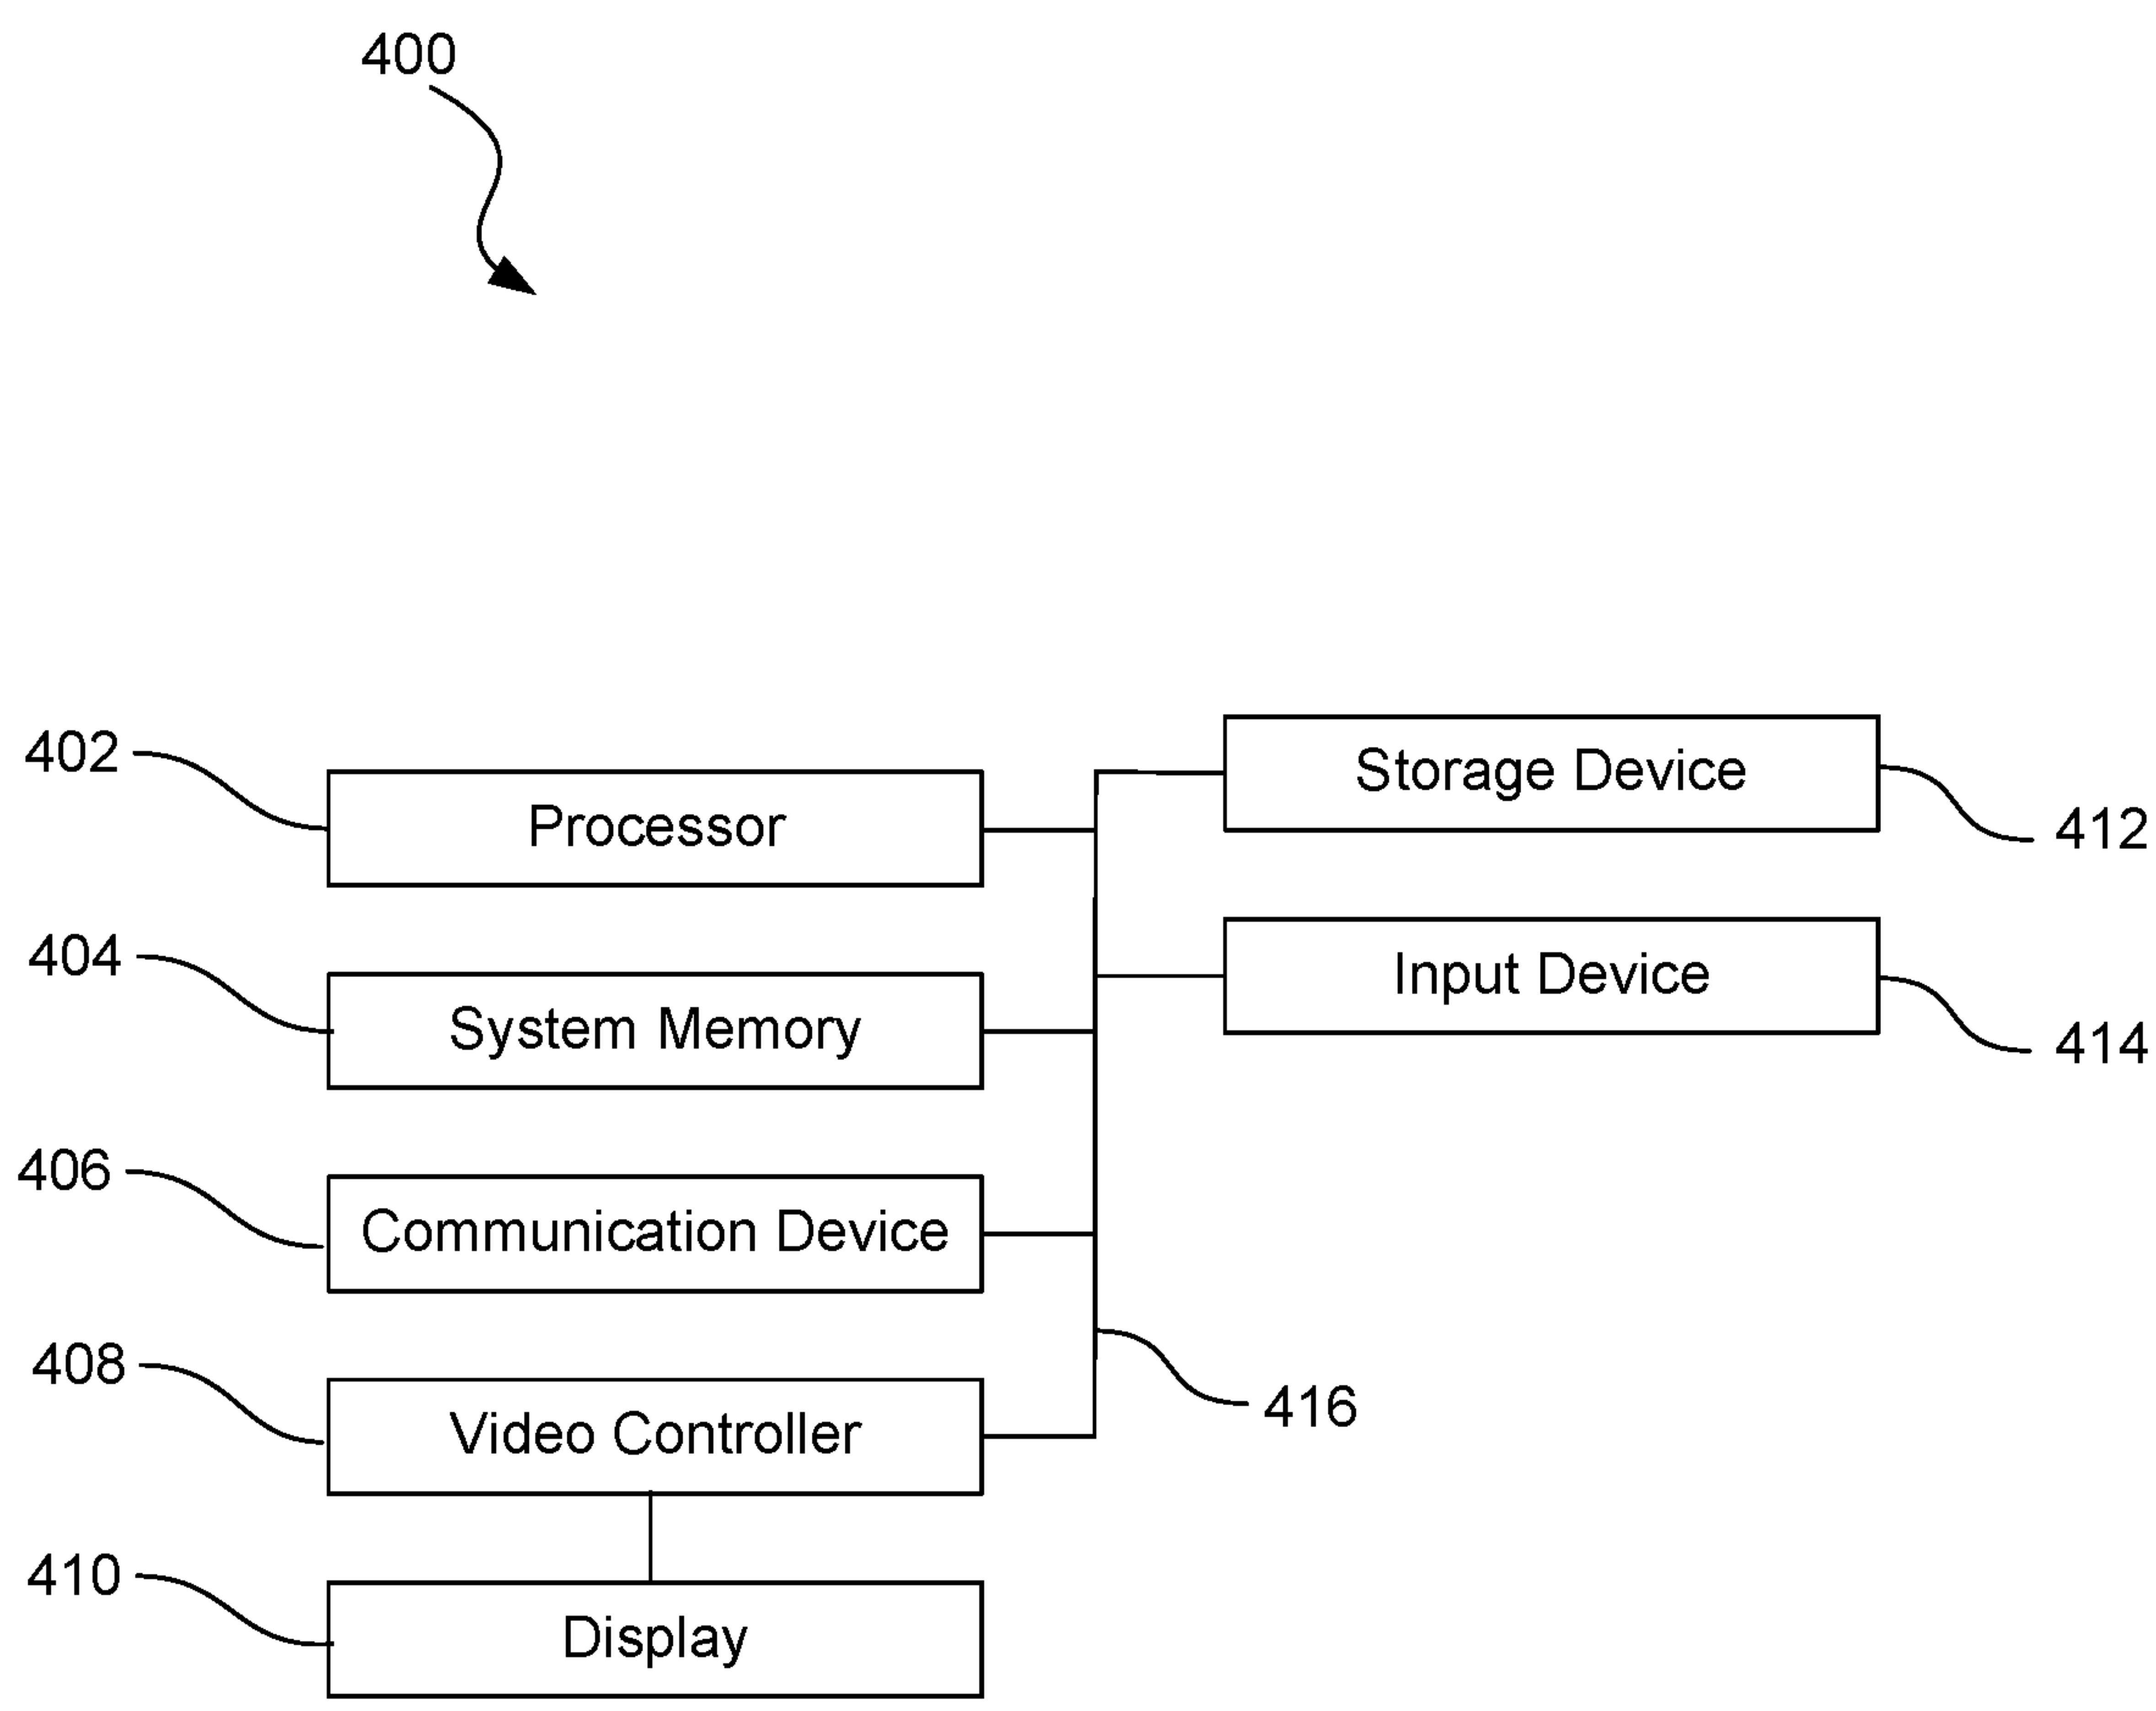 400
402
Processor
Storage Device
412
404
System Memory
Input Device
414
406
Communication Device
408
Video Controller
416
410
Display